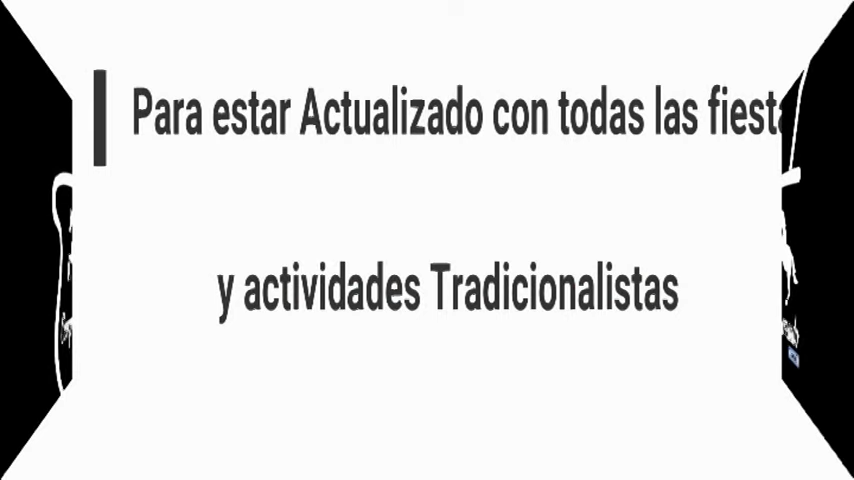 Para estar Actualizado con todas las fiesta
y actividades Tradicionalistas